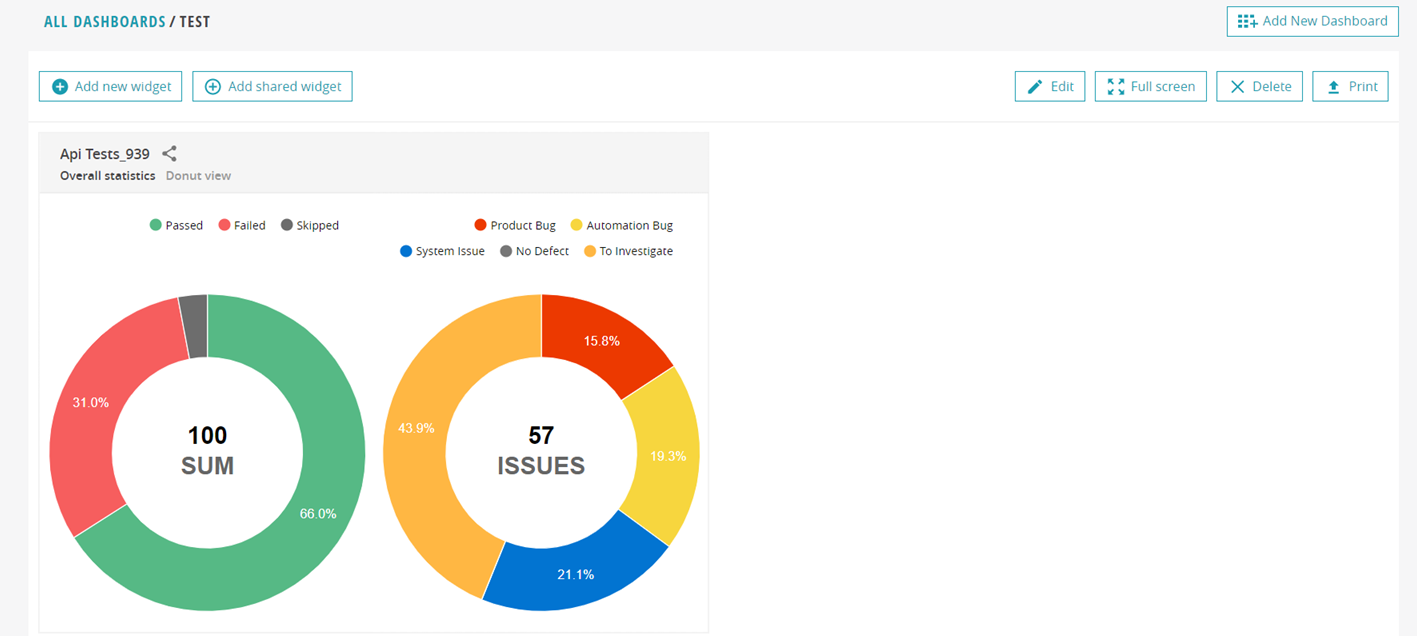 ALL DASHBOARDS / TEST
Add New Dashboard
Add new widget
Add shared widget
Edit
Full screen
Delete
Print
Api Tests_939
Overall statistics Donut view
Passed Failed Skipped
Product Bug Automation Bug
System Issue No Defect To Investigate
31.0%
66.0%
100
SUM
15.8%
43.9%
19.3%
21.1%
57
ISSUES